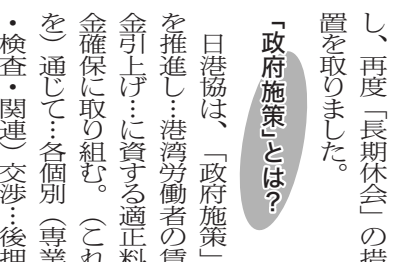 し、再度「長期休会」の措
置を取りました。
「政府施策」とは？
日港協は、「政府施策」
を推進し…港湾労働者の賃
金引上げ…に資する適正料
金確保に取り組む。（これ
を）通じて…各個別（専業
・検査・関連）交渉…後押